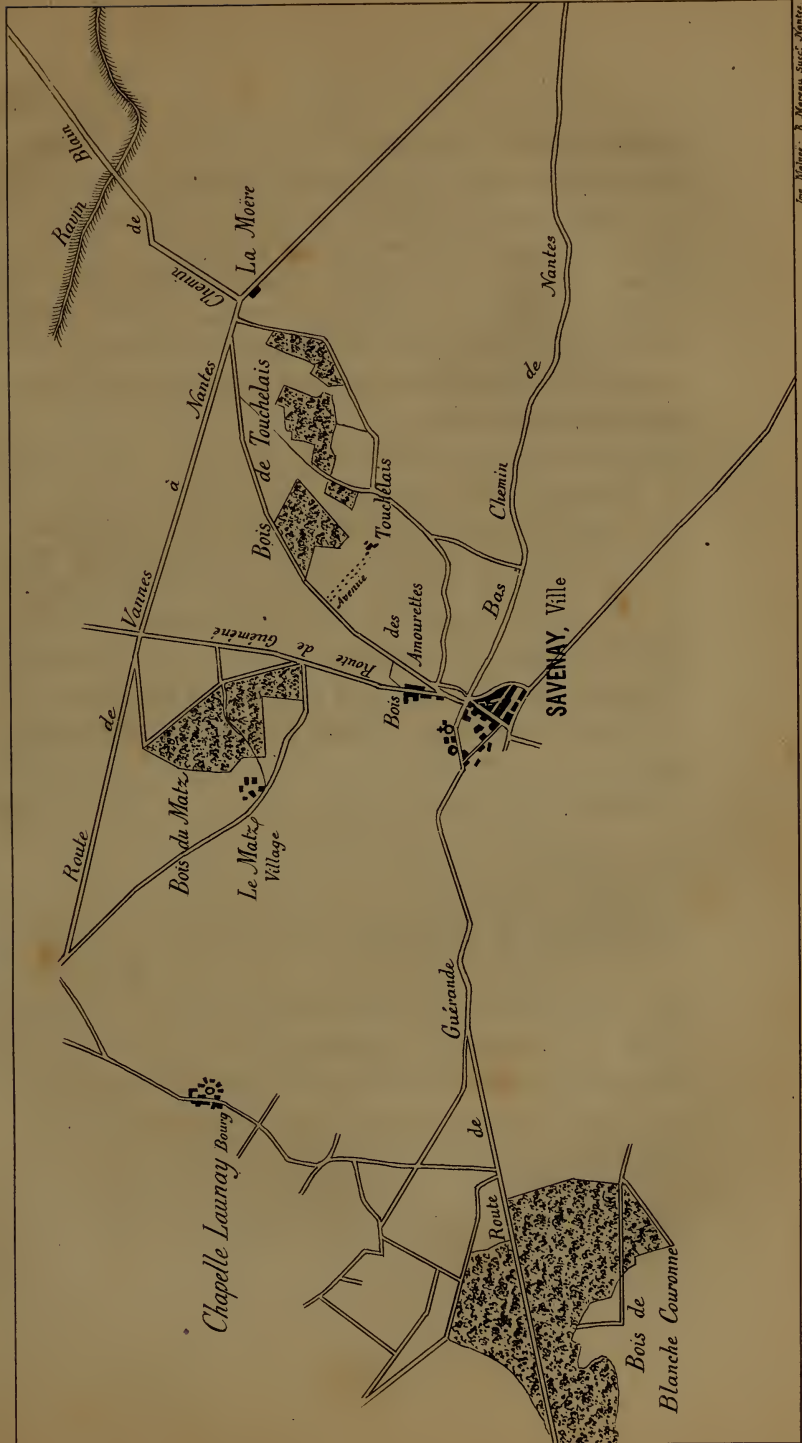 Ravin
Chemin de Blain
La Moëre
Route de Vannes à Nantes
Bois de Touchelais
Touchelais
Avenue
Bas Chemin de Nantes
Route de Guéméné
Bois des
Amourettes
SAVENAY, Ville
Bois du Matz
Le Matz
Village
Chapelle Launay Bourg
Route de Guérande
Bois de
Blanche Couronne